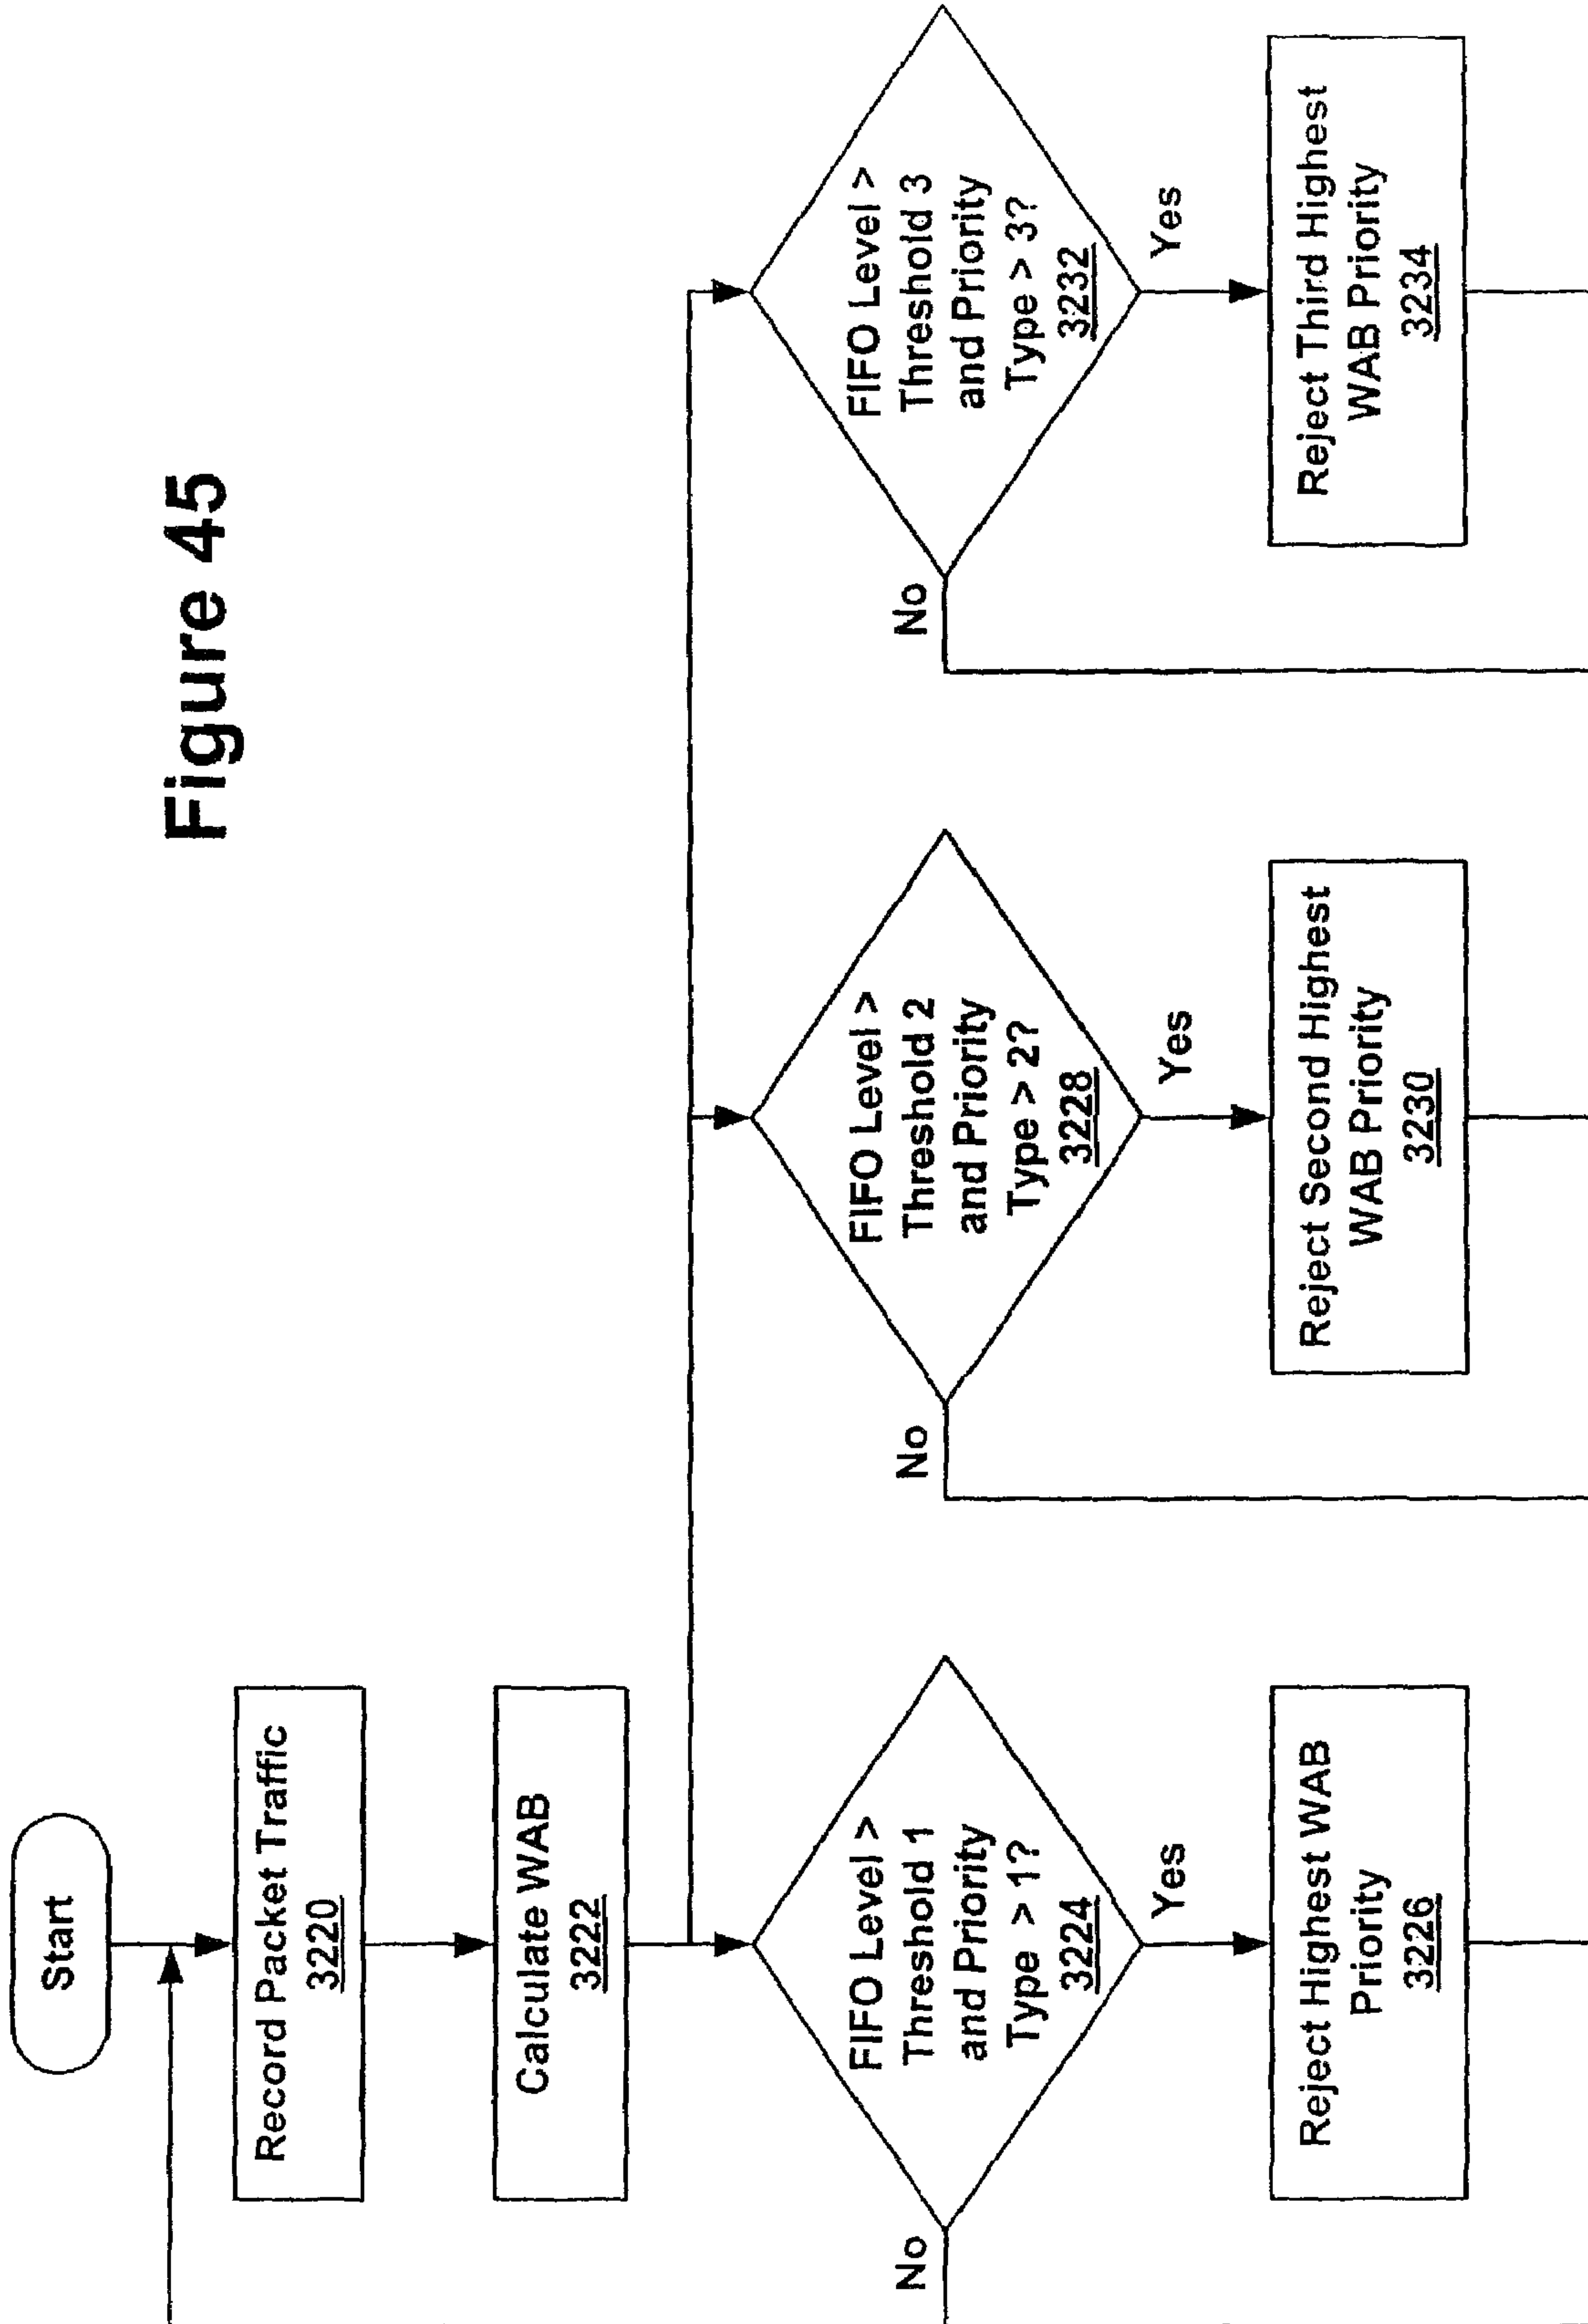 Figure 45
Start
Record Packet Traffic
3220
Calculate WAB
3222
FIFO Level >
Threshold 1
and Priority
Type > 1?
3224
No
Yes
Reject Highest WAB
Priority
3226
FIFO Level >
Threshold 2
and Priority
Type > 2?
3228
No
Yes
Reject Second Highest
WAB Priority
3230
FIFO Level >
Threshold 3
and Priority
Type > 3?
3232
No
Yes
Reject Third Highest
WAB Priority
3234